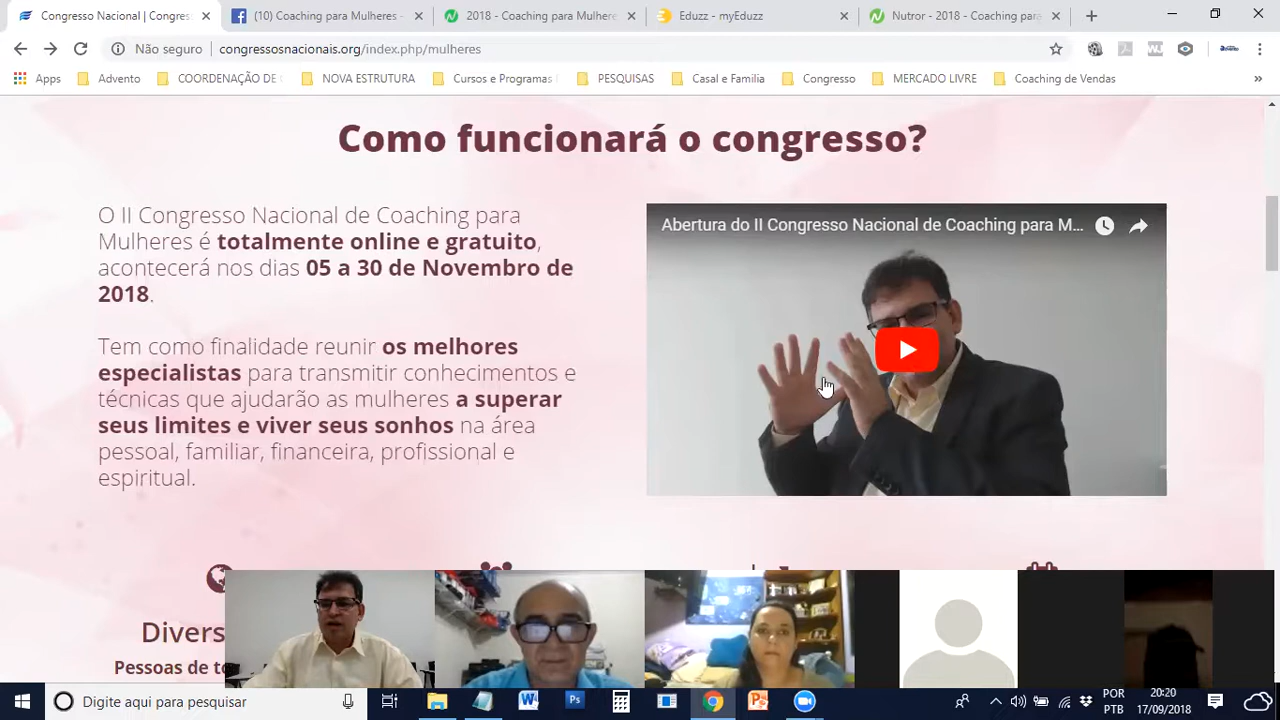 Congresso Nacional | Congres
(10) Coaching para Mulheres -
2018 - Coaching para Mulhere
Eduzz - myEduzz
Nutror - 2018 - Coaching para
Não seguro
congressosnacionais.org/index.php/mulheres
Apps
Advento
COORDENAÇÃO DE
NOVA ESTRUTURA
Cursos e Programas
PESQUISAS
Casal e Familia
Congresso
MERCADO LIVRE
Coaching de Vendas
Como funcionará o congresso?
O II Congresso Nacional de Coaching para
Mulheres é totalmente online e gratuito,
acontecerá nos dias 05 a 30 de Novembro de
2018.
Tem como finalidade reunir os melhores
especialistas para transmitir conhecimentos e
técnicas que ajudarão as mulheres a superar
seus limites e viver seus sonhos na área
pessoal, familiar, financeira, profissional e
espiritual.
Abertura do II Congresso Nacional de Coaching para M...
Divers
Pessoas de to
Digite aqui para pesquisar
POR
PTB
20:20
17/09/2018